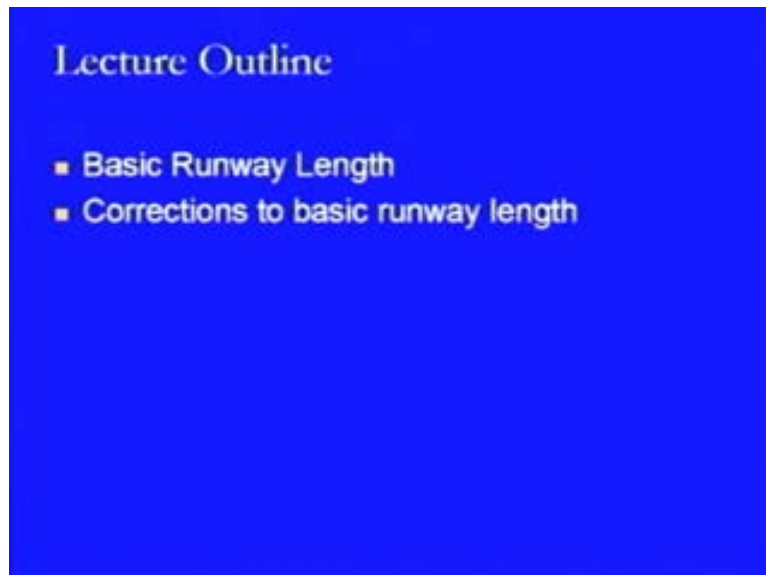 Lecture Outline
Basic Runway Length
Corrections to basic runway length